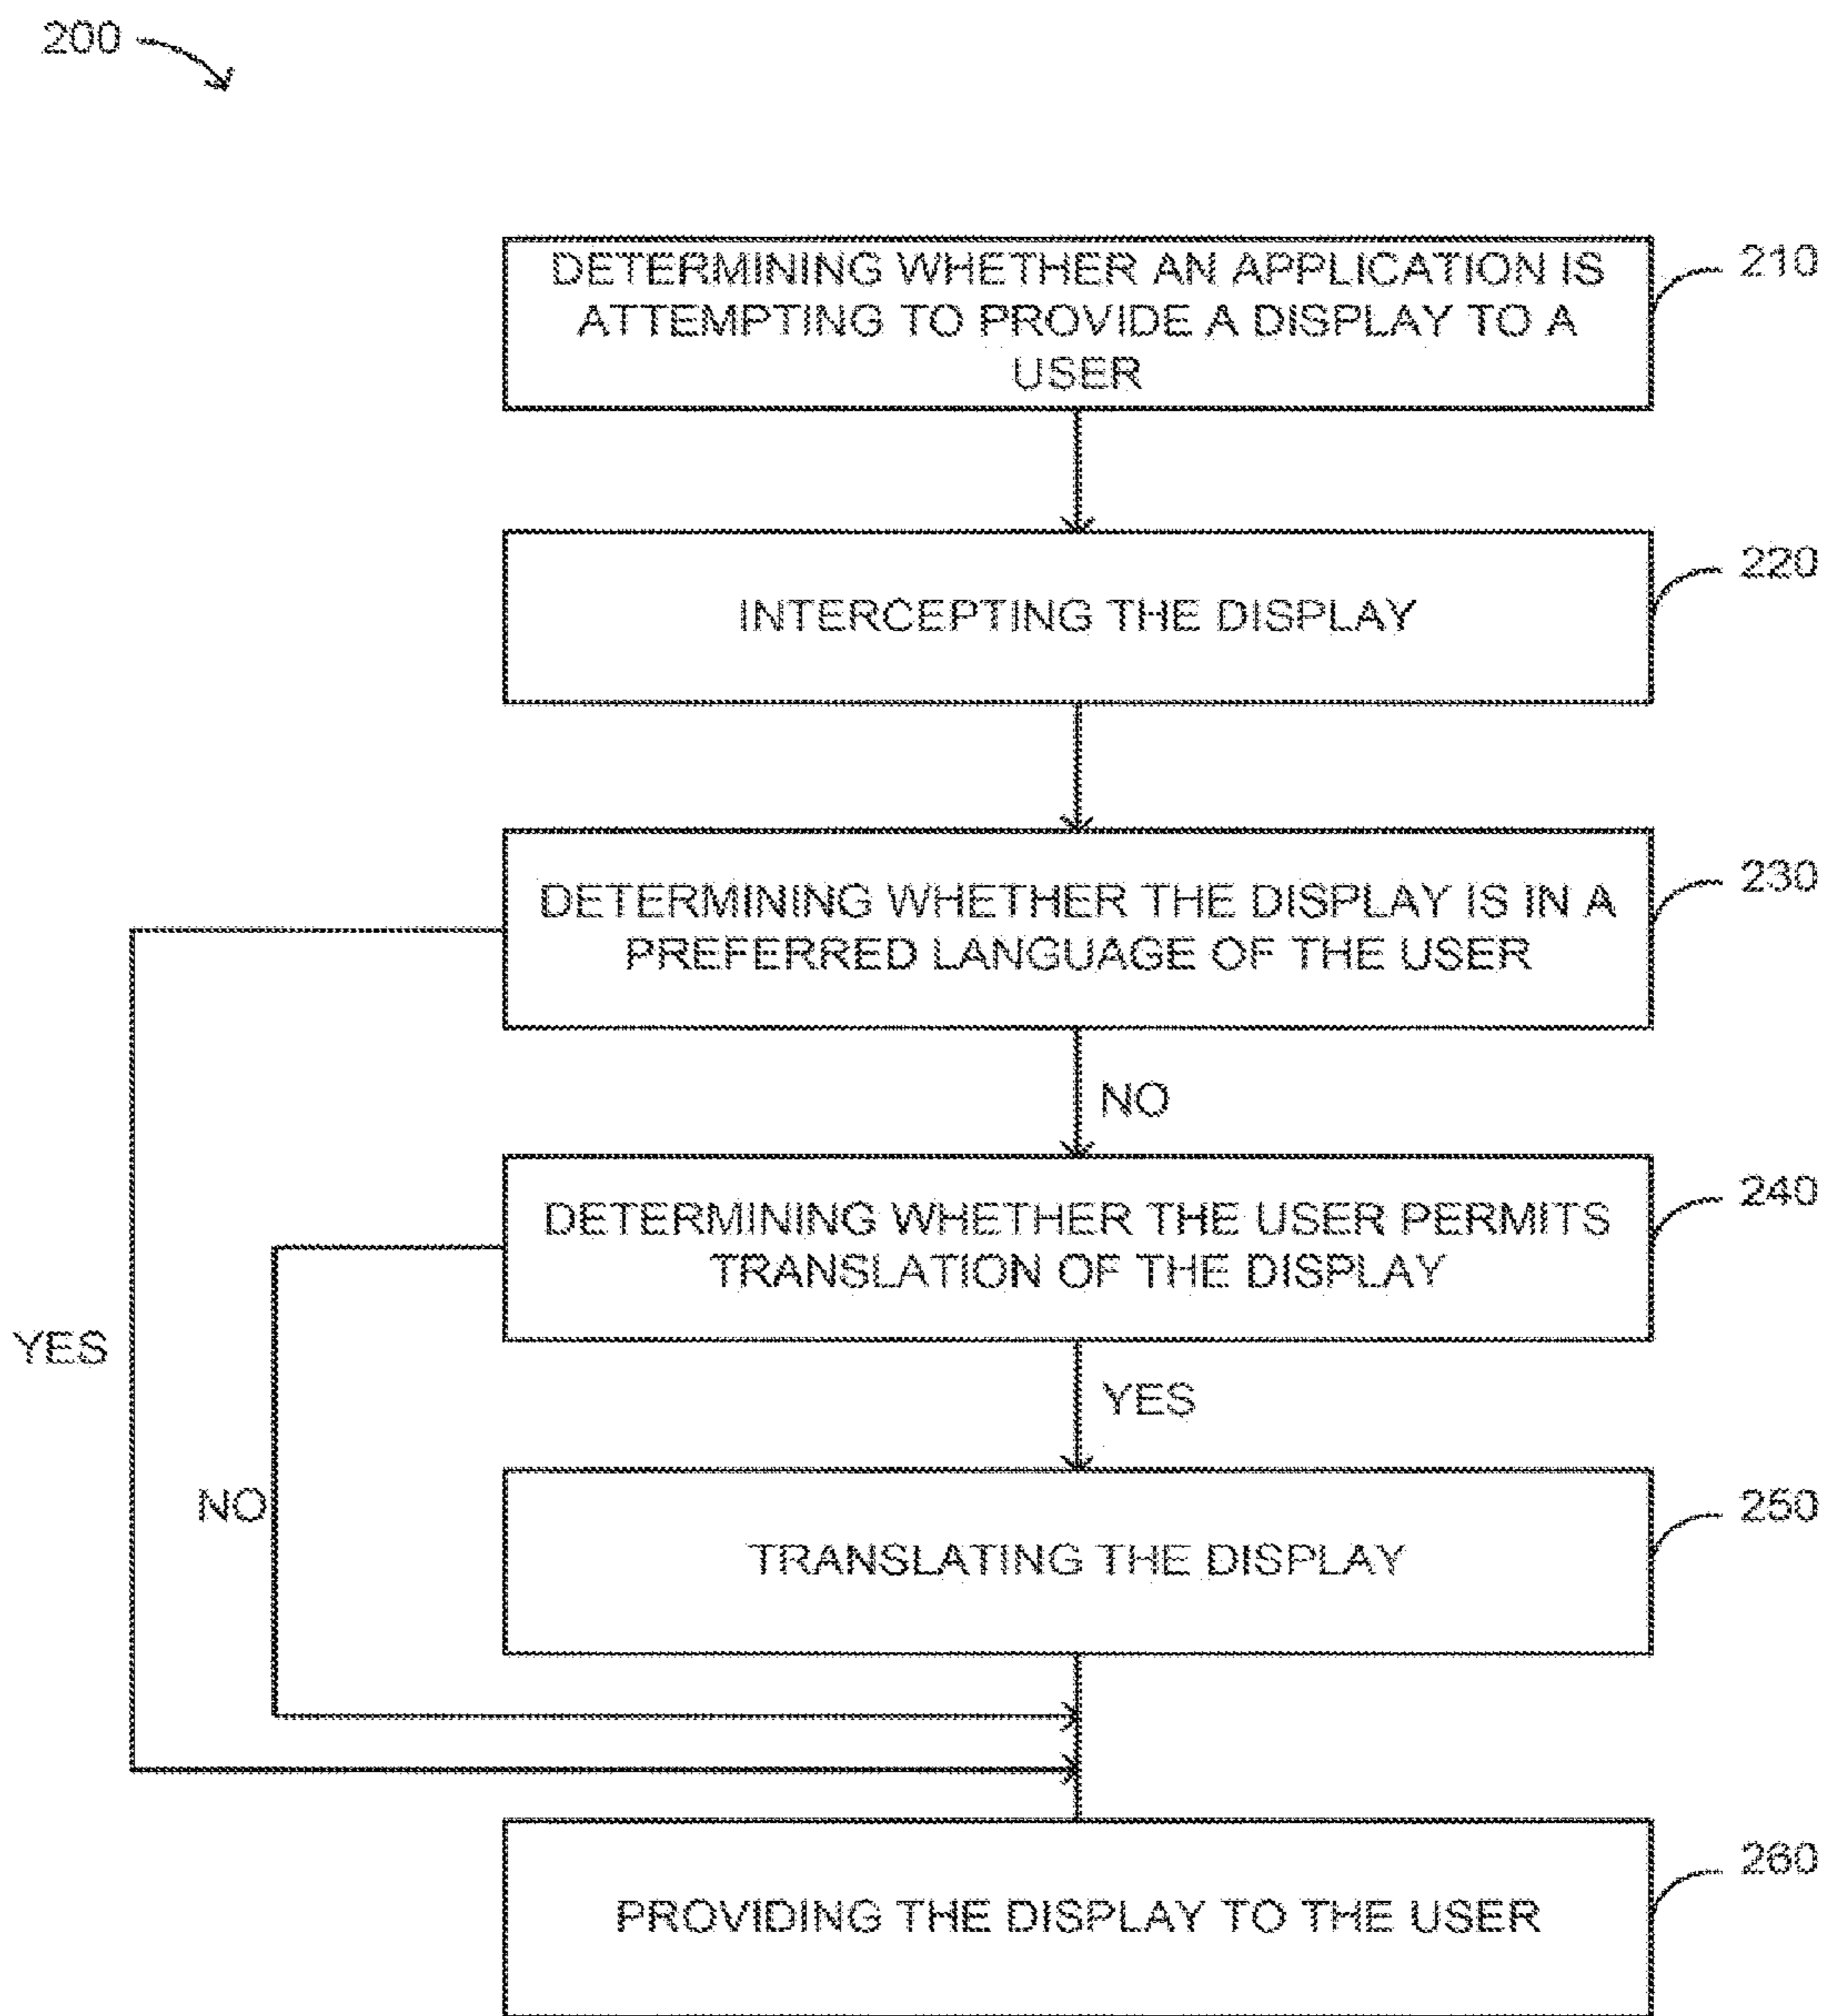 200
DETERMINING WHETHER AN APPLICATION IS
ATTEMPTING TO PROVIDE A DISPLAY TO A
USER
210
INTERCEPTING THE DISPLAY
220
DETERMINING WHETHER THE DISPLAY IS IN A
PREFERRED LANGUAGE OF THE USER
230
NO
DETERMINING WHETHER THE USER PERMITS
TRANSLATION OF THE DISPLAY
240
YES
YES
NO
TRANSLATING THE DISPLAY
250
PROVIDING THE DISPLAY TO THE USER
260